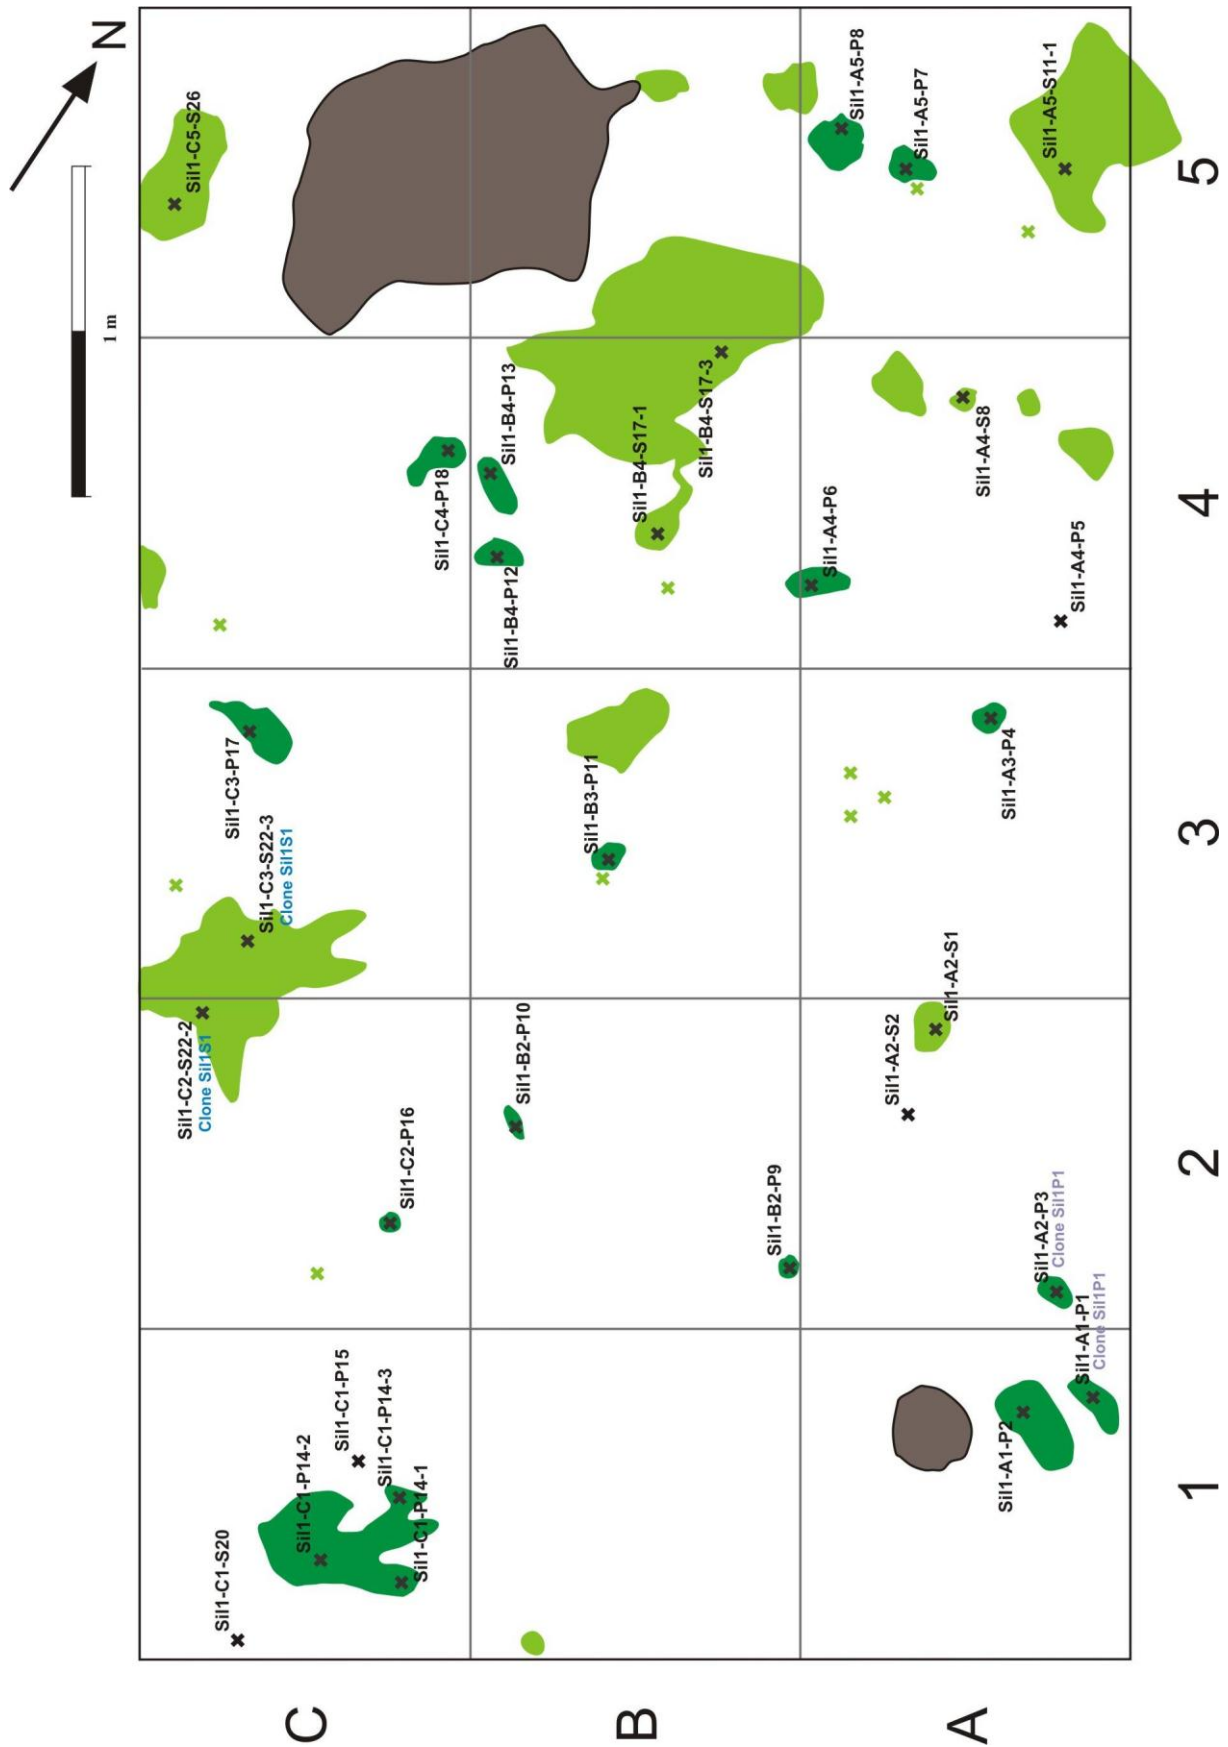 N
1 m
Sil1-C5-S26
Sil1-A5-P8
Sil1-A5-P7
Sil1-A5-S11-1
5
Sil1-C4-P18
Sil1-B4-P13
Sil1-B4-P12
Sil1-B4-S17-1
Sil1-B4-S17-3
Sil1-A4-P6
Sil1-A4-S8
Sil1-A4-P5
4
Sil1-C3-P17
Sil1-C3-S22-3
Clone Sil1S1
Sil1-B3-P11
Sil1-A3-P4
3
Sil1-C2-S22-2
Clone Sil1S1
Sil1-C2-P16
Sil1-B2-P10
Sil1-B2-P9
Sil1-A2-S2
Sil1-A2-S1
Sil1-A2-P3
Clone Sil1P1
2
Sil1-C1-S20
Sil1-C1-P14-2
Sil1-C1-P15
Sil1-C1-P14-3
Sil1-C1-P14-1
Sil1-A1-P2
Sil1-A1-P1
Clone Sil1P1
1
C
B
A